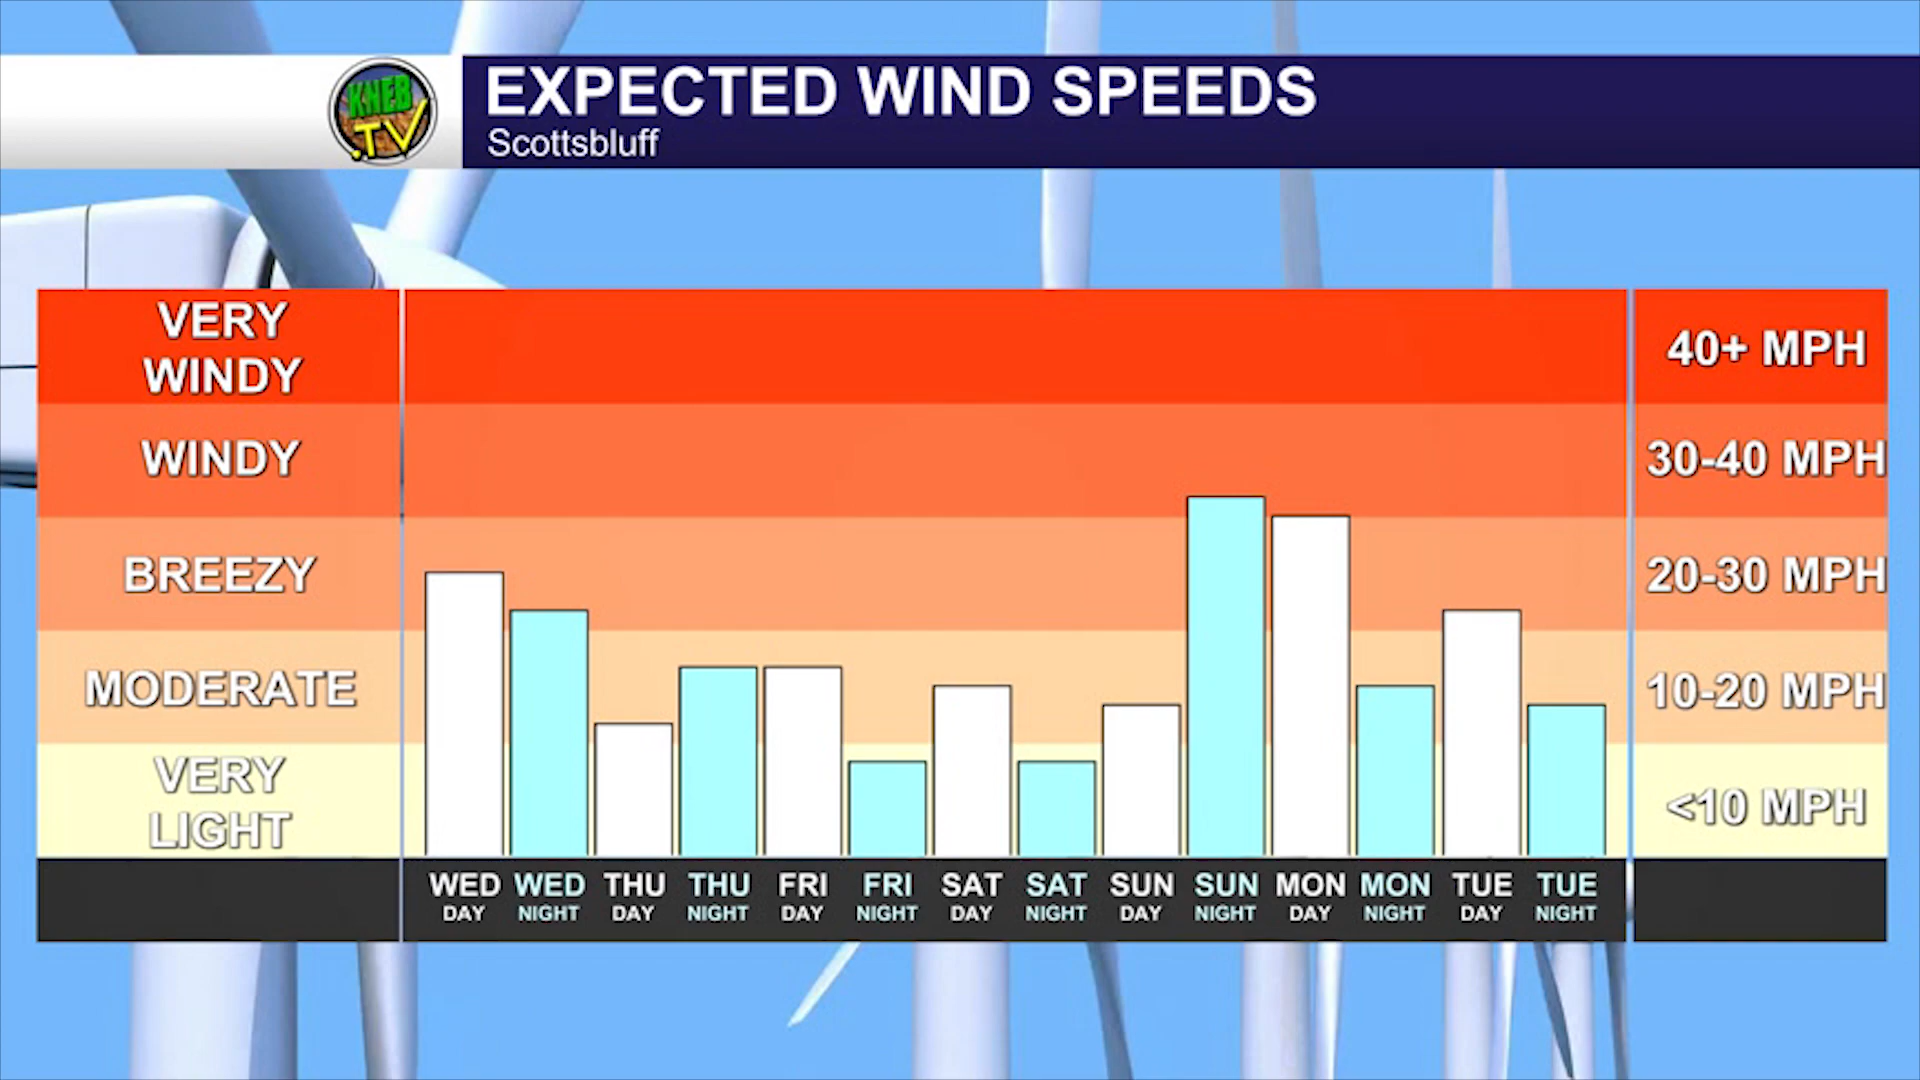 KNEB
.TV
EXPECTED WIND SPEEDS
Scottsbluff
VERY
WINDY
40+ MPH
WINDY
30-40 MPH
BREEZY
20-30 MPH
MODERATE
10-20 MPH
VERY
LIGHT
<10 MPH
WED WED THU THU FRI FRI SAT SAT SUN SUN MON MON TUE TUE
DAY NIGHT DAY NIGHT DAY NIGHT DAY NIGHT DAY NIGHT DAY NIGHT DAY NIGHT